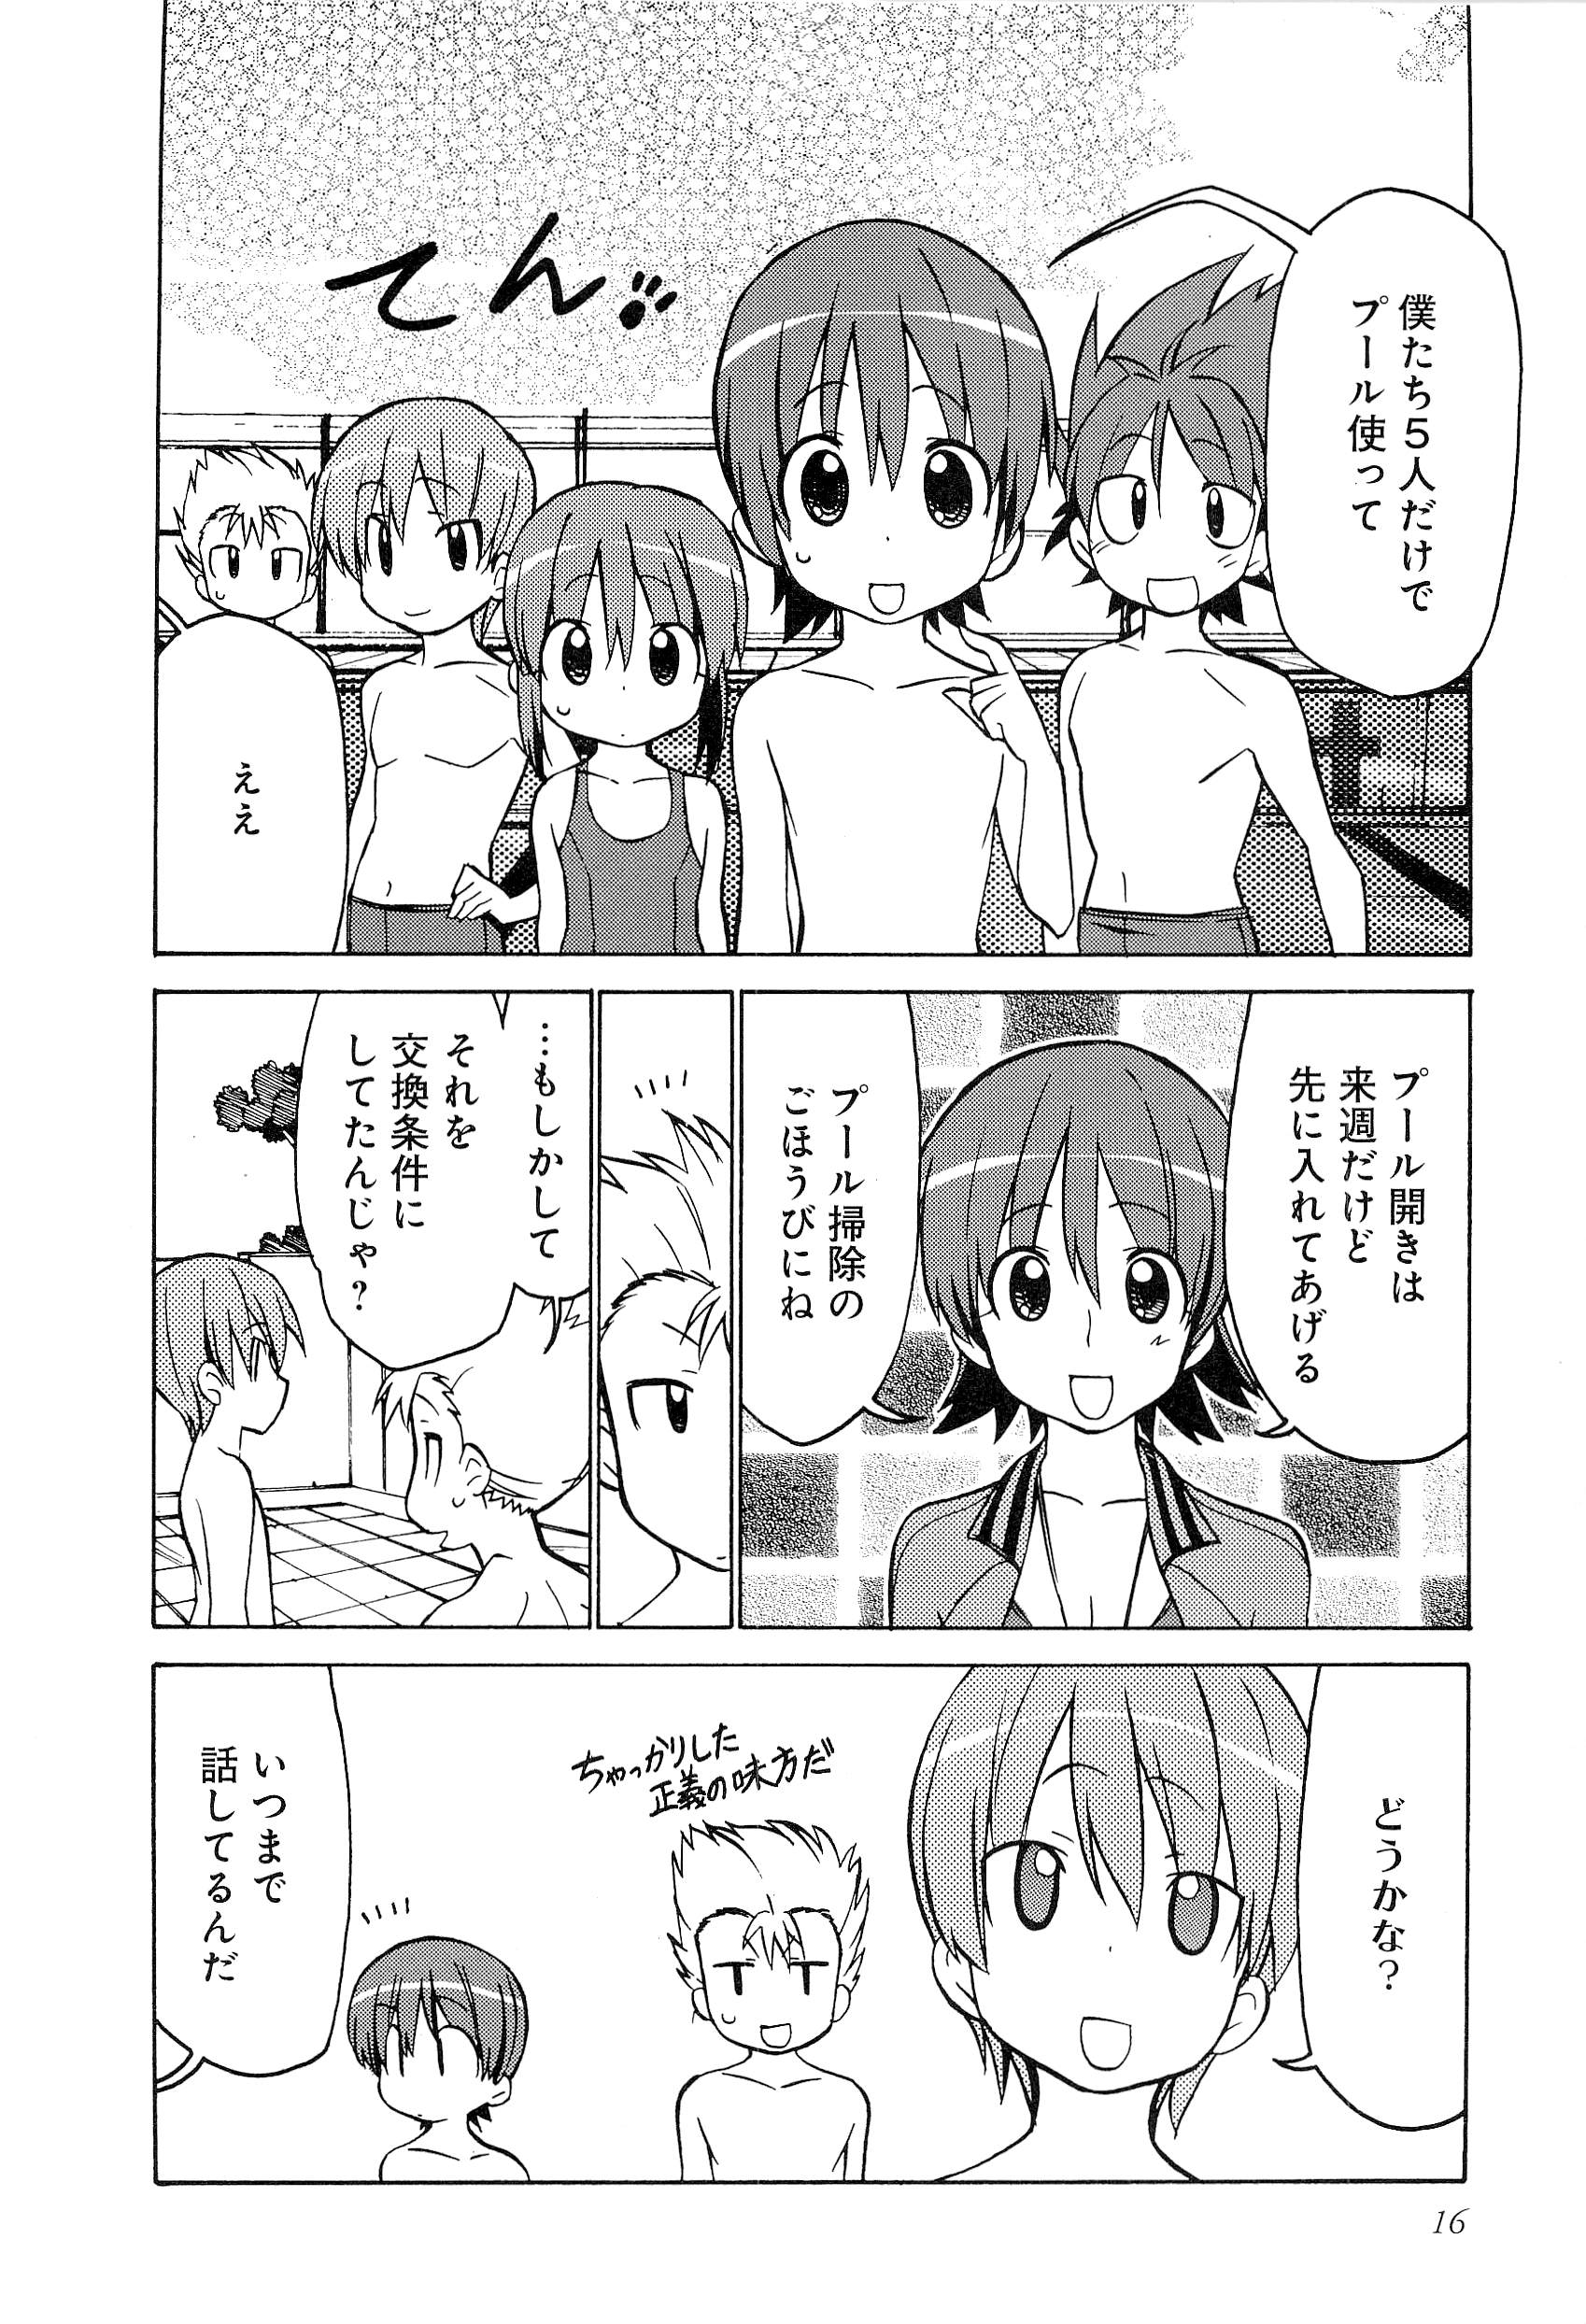 僕たち5人だけで
プール使って
てん
ええ
プール開きは
来週だけど
先に入れてあげる
プール掃除の
ごほうびにね
…もしかして
それを
交換条件に
してたんじゃ?
どうかな?
ちゃっかりした
正義の味方だ
いつまで
話してるんだ
16